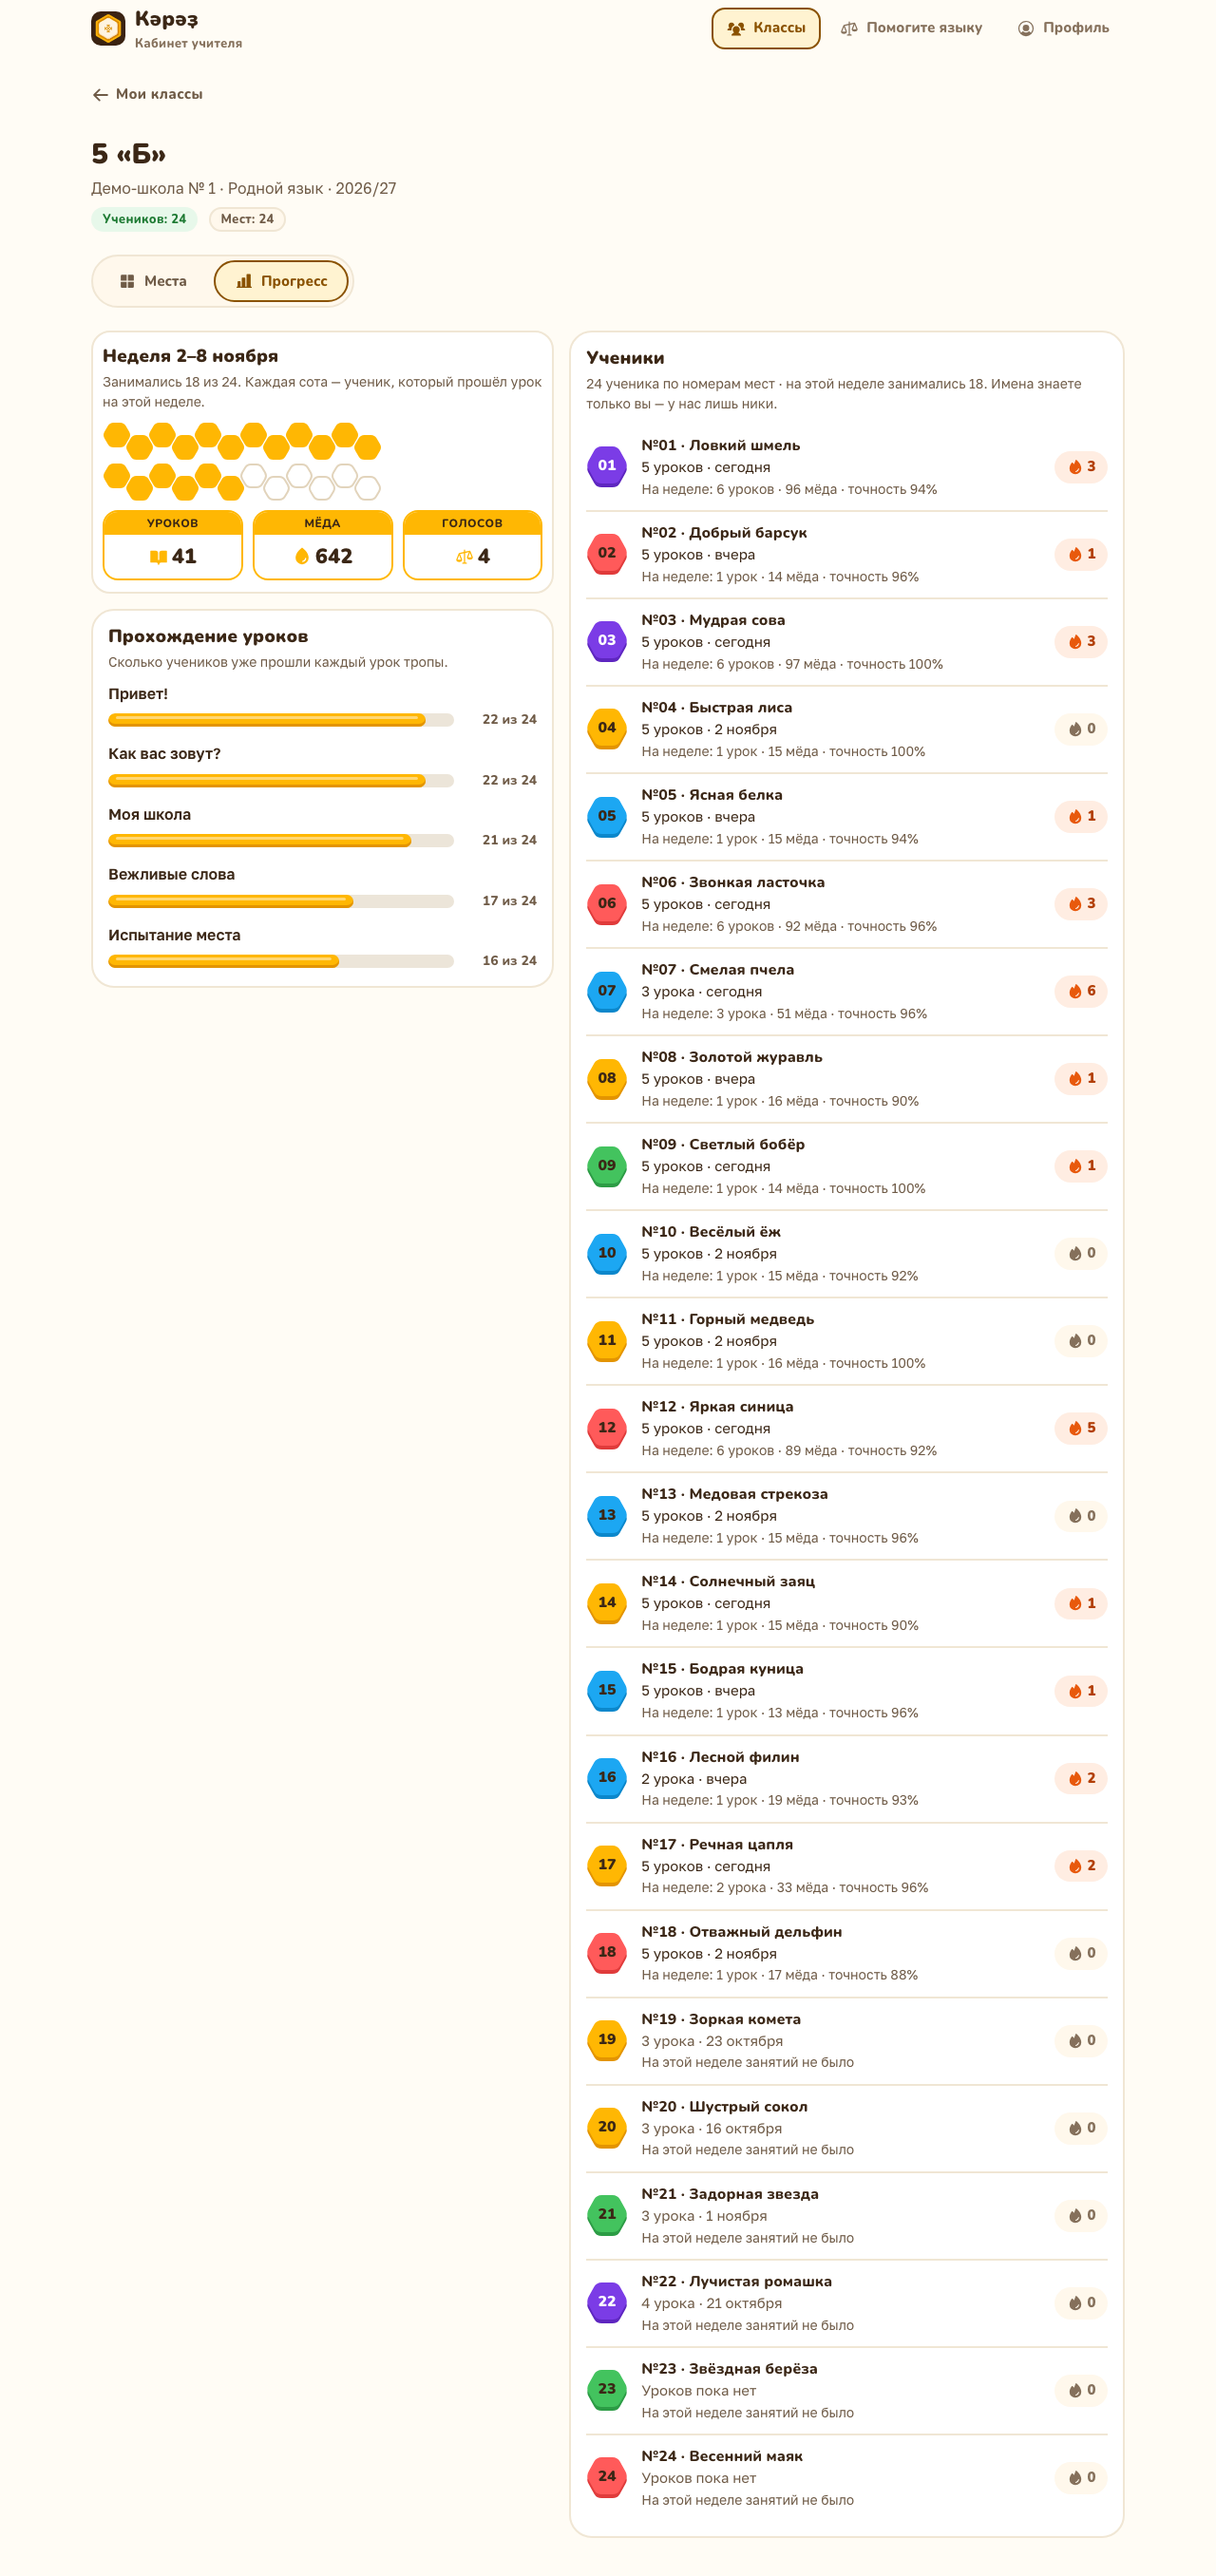 Кәрәҙ
Кабинет учителя
Классы
Помогите языку
Профиль
Мои классы
5 «Б»
Демо-школа № 1 · Родной язык · 2026/27
Учеников: 24
Мест: 24
Места
Прогресс
Неделя 2–8 ноября
Занимались 18 из 24. Каждая сота — ученик, который прошёл урок
на этой неделе.
УРОКОВ
41
МЁДА
642
ГОЛОСОВ
4
Прохождение уроков
Сколько учеников уже прошли каждый урок тропы.
Привет!
22 из 24
Как вас зовут?
22 из 24
Моя школа
21 из 24
Вежливые слова
17 из 24
Испытание места
16 из 24
Ученики
24 ученика по номерам мест · на этой неделе занимались 18. Имена знаете
только вы — у нас лишь ники.
01
№01 · Ловкий шмель
5 уроков · сегодня
На неделе: 6 уроков · 96 мёда · точность 94%
3
02
№02 · Добрый барсук
5 уроков · вчера
На неделе: 1 урок · 14 мёда · точность 96%
1
03
№03 · Мудрая сова
5 уроков · сегодня
На неделе: 6 уроков · 97 мёда · точность 100%
3
04
№04 · Быстрая лиса
5 уроков · 2 ноября
На неделе: 1 урок · 15 мёда · точность 100%
0
05
№05 · Ясная белка
5 уроков · вчера
На неделе: 1 урок · 15 мёда · точность 94%
1
06
№06 · Звонкая ласточка
5 уроков · сегодня
На неделе: 6 уроков · 92 мёда · точность 96%
3
07
№07 · Смелая пчела
3 урока · сегодня
На неделе: 3 урока · 51 мёда · точность 96%
6
08
№08 · Золотой журавль
5 уроков · вчера
На неделе: 1 урок · 16 мёда · точность 90%
1
09
№09 · Светлый бобёр
5 уроков · сегодня
На неделе: 1 урок · 14 мёда · точность 100%
1
10
№10 · Весёлый ёж
5 уроков · 2 ноября
На неделе: 1 урок · 15 мёда · точность 92%
0
11
№11 · Горный медведь
5 уроков · 2 ноября
На неделе: 1 урок · 16 мёда · точность 100%
0
12
№12 · Яркая синица
5 уроков · сегодня
На неделе: 6 уроков · 89 мёда · точность 92%
5
13
№13 · Медовая стрекоза
5 уроков · 2 ноября
На неделе: 1 урок · 15 мёда · точность 96%
0
14
№14 · Солнечный заяц
5 уроков · сегодня
На неделе: 1 урок · 15 мёда · точность 90%
1
15
№15 · Бодрая куница
5 уроков · вчера
На неделе: 1 урок · 13 мёда · точность 96%
1
16
№16 · Лесной филин
2 урока · вчера
На неделе: 1 урок · 19 мёда · точность 93%
2
17
№17 · Речная цапля
5 уроков · сегодня
На неделе: 2 урока · 33 мёда · точность 96%
2
18
№18 · Отважный дельфин
5 уроков · 2 ноября
На неделе: 1 урок · 17 мёда · точность 88%
0
19
№19 · Зоркая комета
3 урока · 23 октября
На этой неделе занятий не было
0
20
№20 · Шустрый сокол
3 урока · 16 октября
На этой неделе занятий не было
0
21
№21 · Задорная звезда
3 урока · 1 ноября
На этой неделе занятий не было
0
22
№22 · Лучистая ромашка
4 урока · 21 октября
На этой неделе занятий не было
0
23
№23 · Звёздная берёза
Уроков пока нет
На этой неделе занятий не было
0
24
№24 · Весенний маяк
Уроков пока нет
На этой неделе занятий не было
0